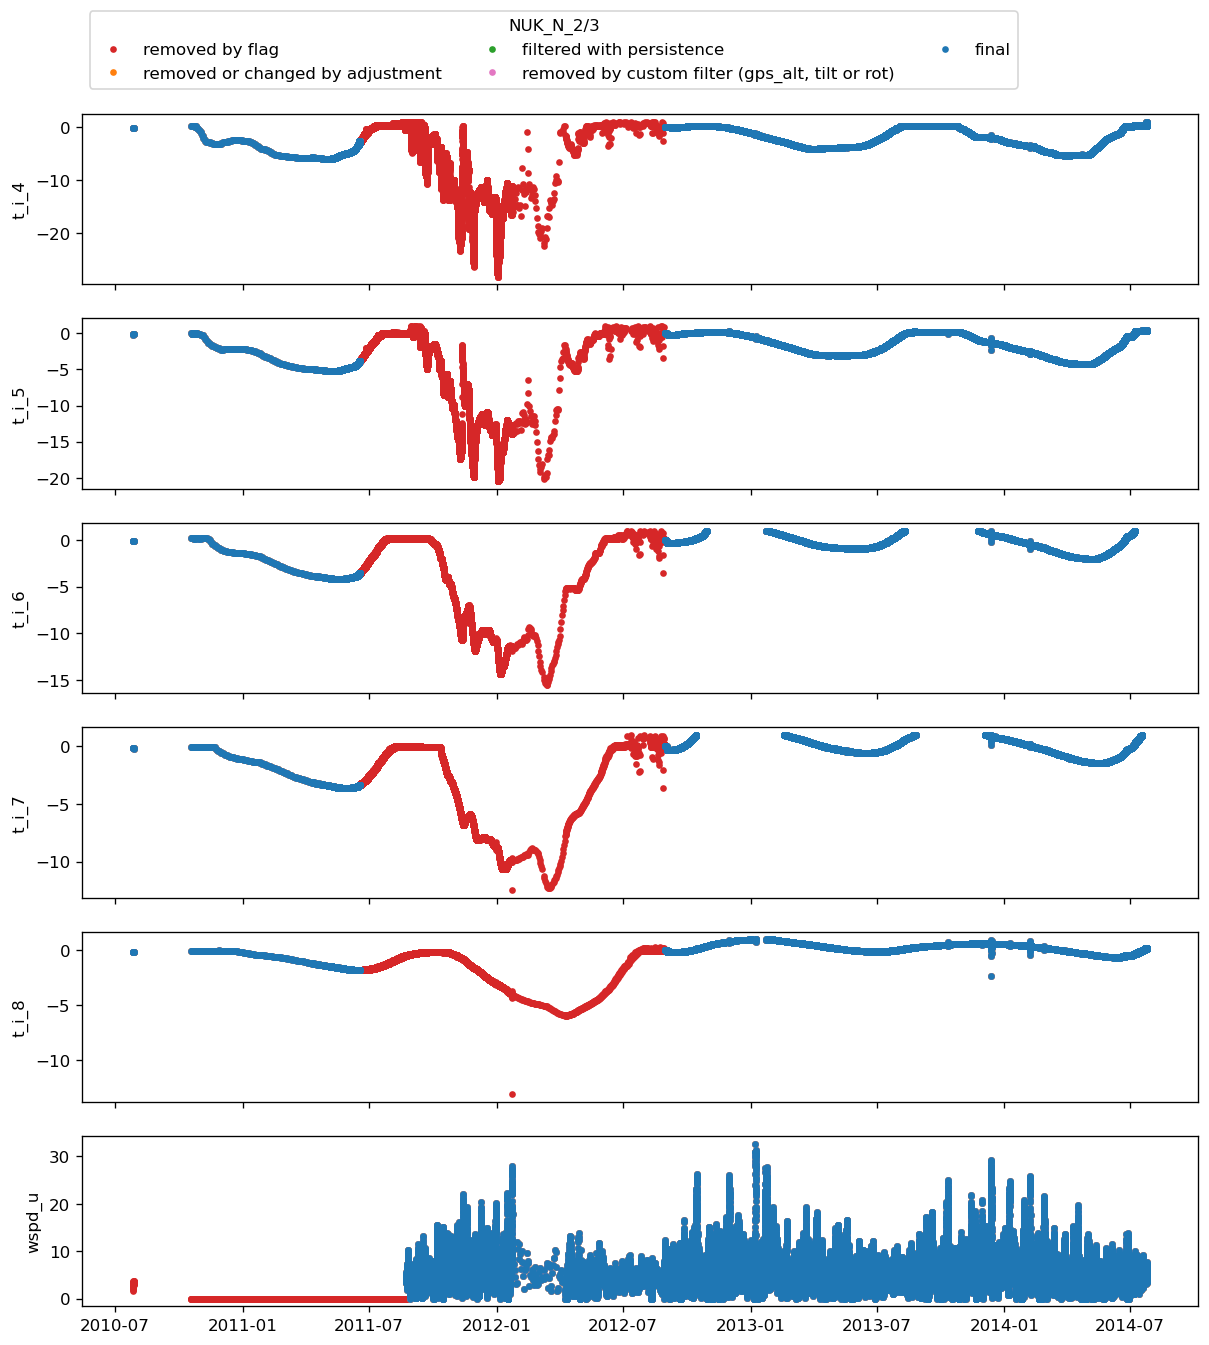 NUK_N_2/3
removed by flag
removed or changed by adjustment
filtered with persistence
removed by custom filter (gps_alt, tilt or rot)
final
t_i_4
0
−10
−20
t_i_5
0
−5
−10
−15
−20
t_i_6
0
−5
−10
−15
t_i_7
0
−5
−10
t_i_8
0
−5
−10
wspd_u
30
20
10
0
2010-07 2011-01 2011-07 2012-01 2012-07 2013-01 2013-07 2014-01 2014-07